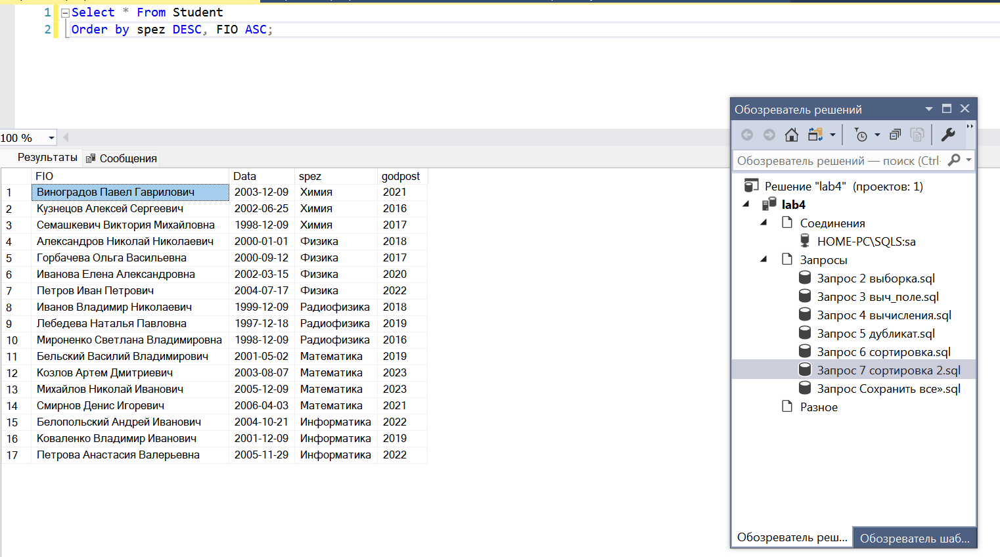 1 Select * From Student
2 Order by spez DESC, FIO ASC;
100 %
Результаты Сообщения
FIO Data spez godpost
1 Виноградов Павел Гаврилович 2003-12-09 Химия 2021
2 Кузнецов Алексей Сергеевич 2002-06-25 Химия 2016
3 Семашкевич Виктория Михайловна 1998-12-09 Химия 2017
4 Александров Николай Николаевич 2000-01-01 Физика 2018
5 Горбачева Ольга Васильевна 2000-09-12 Физика 2017
6 Иванова Елена Александровна 2002-03-15 Физика 2020
7 Петров Иван Петрович 2004-07-17 Физика 2022
8 Иванов Владимир Николаевич 1999-12-09 Радиофизика 2018
9 Лебедева Наталья Павловна 1997-12-18 Радиофизика 2019
10 Мироненко Светлана Владимировна 1998-12-09 Радиофизика 2016
11 Бельский Василий Владимирович 2001-05-02 Математика 2019
12 Козлов Артем Дмитриевич 2003-08-07 Математика 2023
13 Михайлов Николай Иванович 2005-12-09 Математика 2023
14 Смирнов Денис Игоревич 2006-04-03 Математика 2021
15 Белопольский Андрей Иванович 2004-10-21 Информатика 2022
16 Коваленко Владимир Иванович 2001-12-09 Информатика 2019
17 Петрова Анастасия Валерьевна 2005-11-29 Информатика 2022
Обозреватель решений
Обозреватель решений — поиск (Ctrl-
Решение "lab4" (проектов: 1)
lab4
Соединения
HOME-PC\SQLS:sa
Запросы
Запрос 2 выборка.sql
Запрос 3 выч_поле.sql
Запрос 4 вычисления.sql
Запрос 5 дубликат.sql
Запрос 6 сортировка.sql
Запрос 7 сортировка 2.sql
Запрос Сохранить все».sql
Разное
Обозреватель реш... Обозреватель шаб...